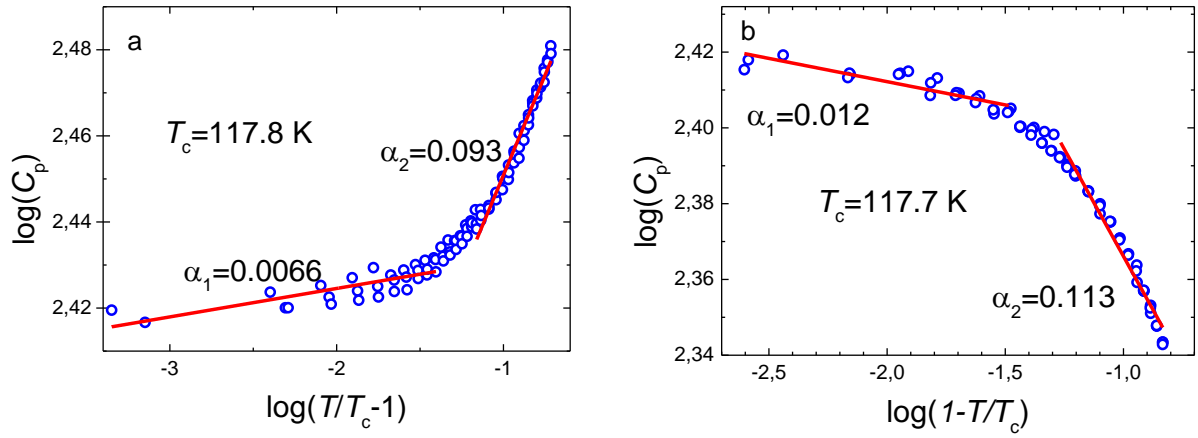 a
2,48
2,46
2,44
2,42
log(Cp)
Tc=117.8 K
α2=0.093
α1=0.0066
-3
-2
-1
log(T/Tc-1)
b
2,42
2,40
2,38
2,36
2,34
log(Cp)
α1=0.012
Tc=117.7 K
α2=0.113
-2,5
-2,0
-1,5
-1,0
log(1-T/Tc)